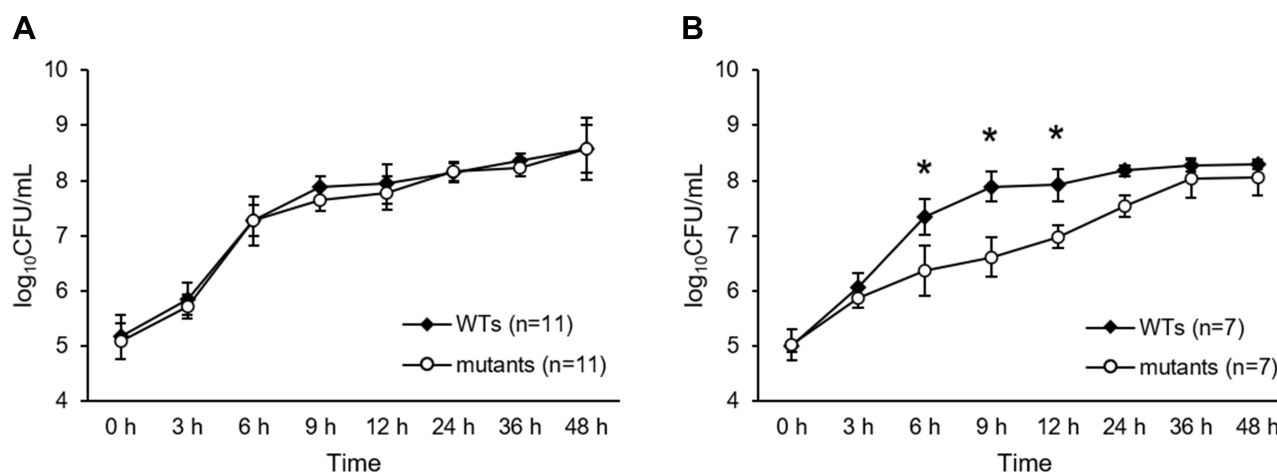 A
10
9
8
7
6
5
4
log₁₀CFU/mL
WTs (n=11)
mutants (n=11)
0 h 3 h 6 h 9 h 12 h 24 h 36 h 48 h
Time
B
10
9
8
7
6
5
4
log₁₀CFU/mL
* * *
WTs (n=7)
mutants (n=7)
0 h 3 h 6 h 9 h 12 h 24 h 36 h 48 h
Time